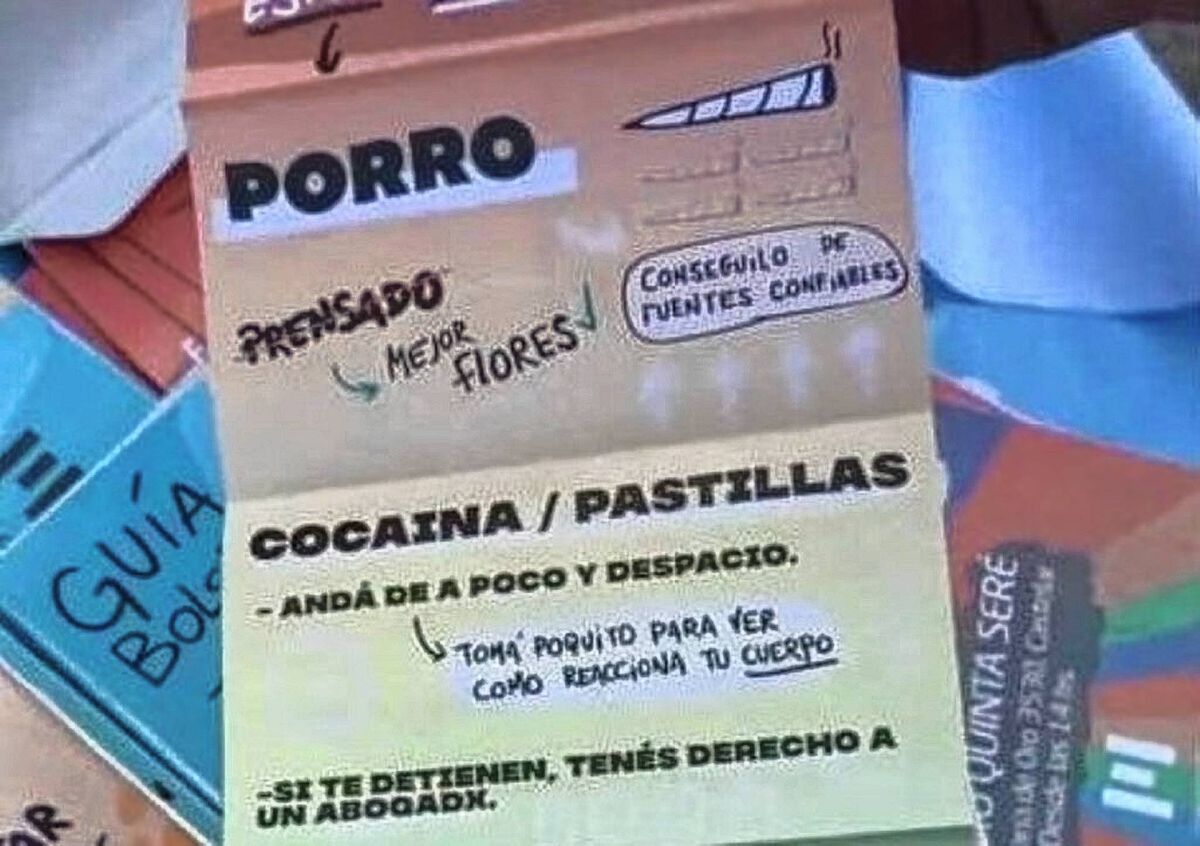 PORRO
PRENSADO
MEJOR
FLORES
CONSEGUILO DE
FUENTES CONFIABLES
COCAINA / PASTILLAS
- ANDÁ DE A POCO Y DESPACIO.
TOMÁ POQUITO PARA VER
COMO REACCIONA TU CUERPO
-SI TE DETIENEN, TENÉS DERECHO A
UN ABOGADX.
GUÍA
QUINTA SERÉ